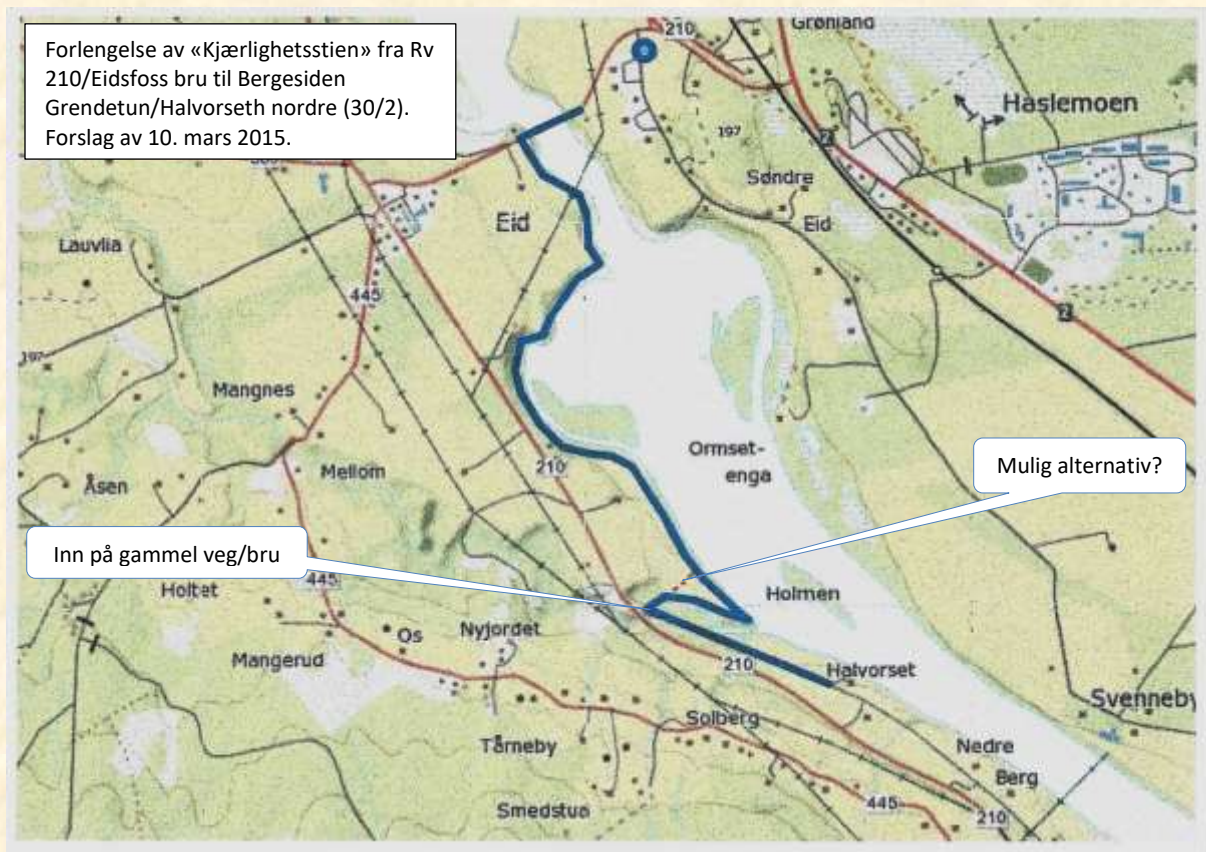 Forlengelse av «Kjærlighetsstien» fra Rv
210/Eidsfoss bru til Bergesiden
Grendetun/Halvorseth nordre (30/2).
Forslag av 10. mars 2015.
210
Grønland
Haslemoen
197
2
Søndre
Eid
Eid
Lauvlia
445
2
197
Mangnes
Mellom
210
Ormset-
enga
Mulig alternativ?
Åsen
Inn på gammel veg/bru
Holtet
445
Holmen
Os
Nyjordet
Mangerud
210
Halvorset
Solberg
Svenneby
Tårneby
Nedre
Berg
Smedstua
445
210